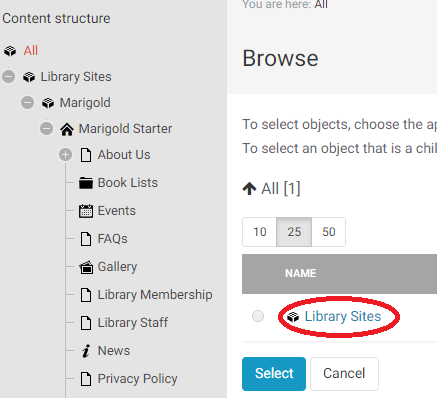 Content structure
All
Library Sites
Marigold
Marigold Starter
About Us
Book Lists
Events
FAQs
Gallery
Library Membership
Library Staff
News
Privacy Policy
You are here: All
Browse
To select objects, choose the ap
To select an object that is a chil
All [1]
10 25 50
NAME
Library Sites
Select Cancel